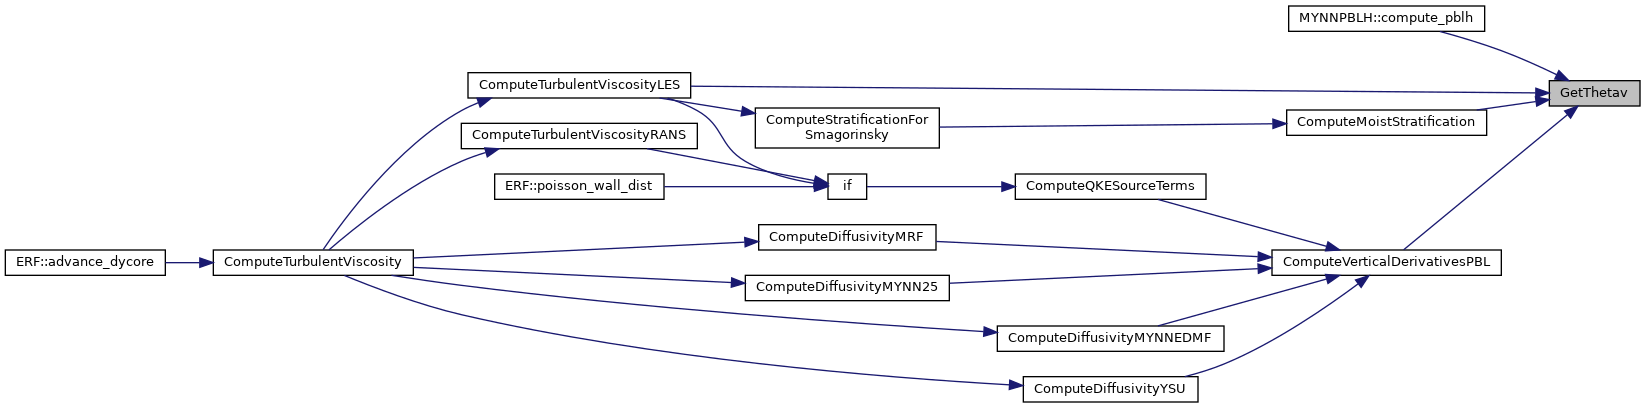 MYNNPBLH::compute_pblh
ComputeTurbulentViscosityLES
GetThetav
ComputeStratificationFor
Smagorinsky
ComputeMoistStratification
ComputeTurbulentViscosityRANS
ERF::poisson_wall_dist
if
ComputeQKESourceTerms
ComputeDiffusivityMRF
ERF::advance_dycore
ComputeTurbulentViscosity
ComputeVerticalDerivativesPBL
ComputeDiffusivityMYNN25
ComputeDiffusivityMYNNEDMF
ComputeDiffusivityYSU